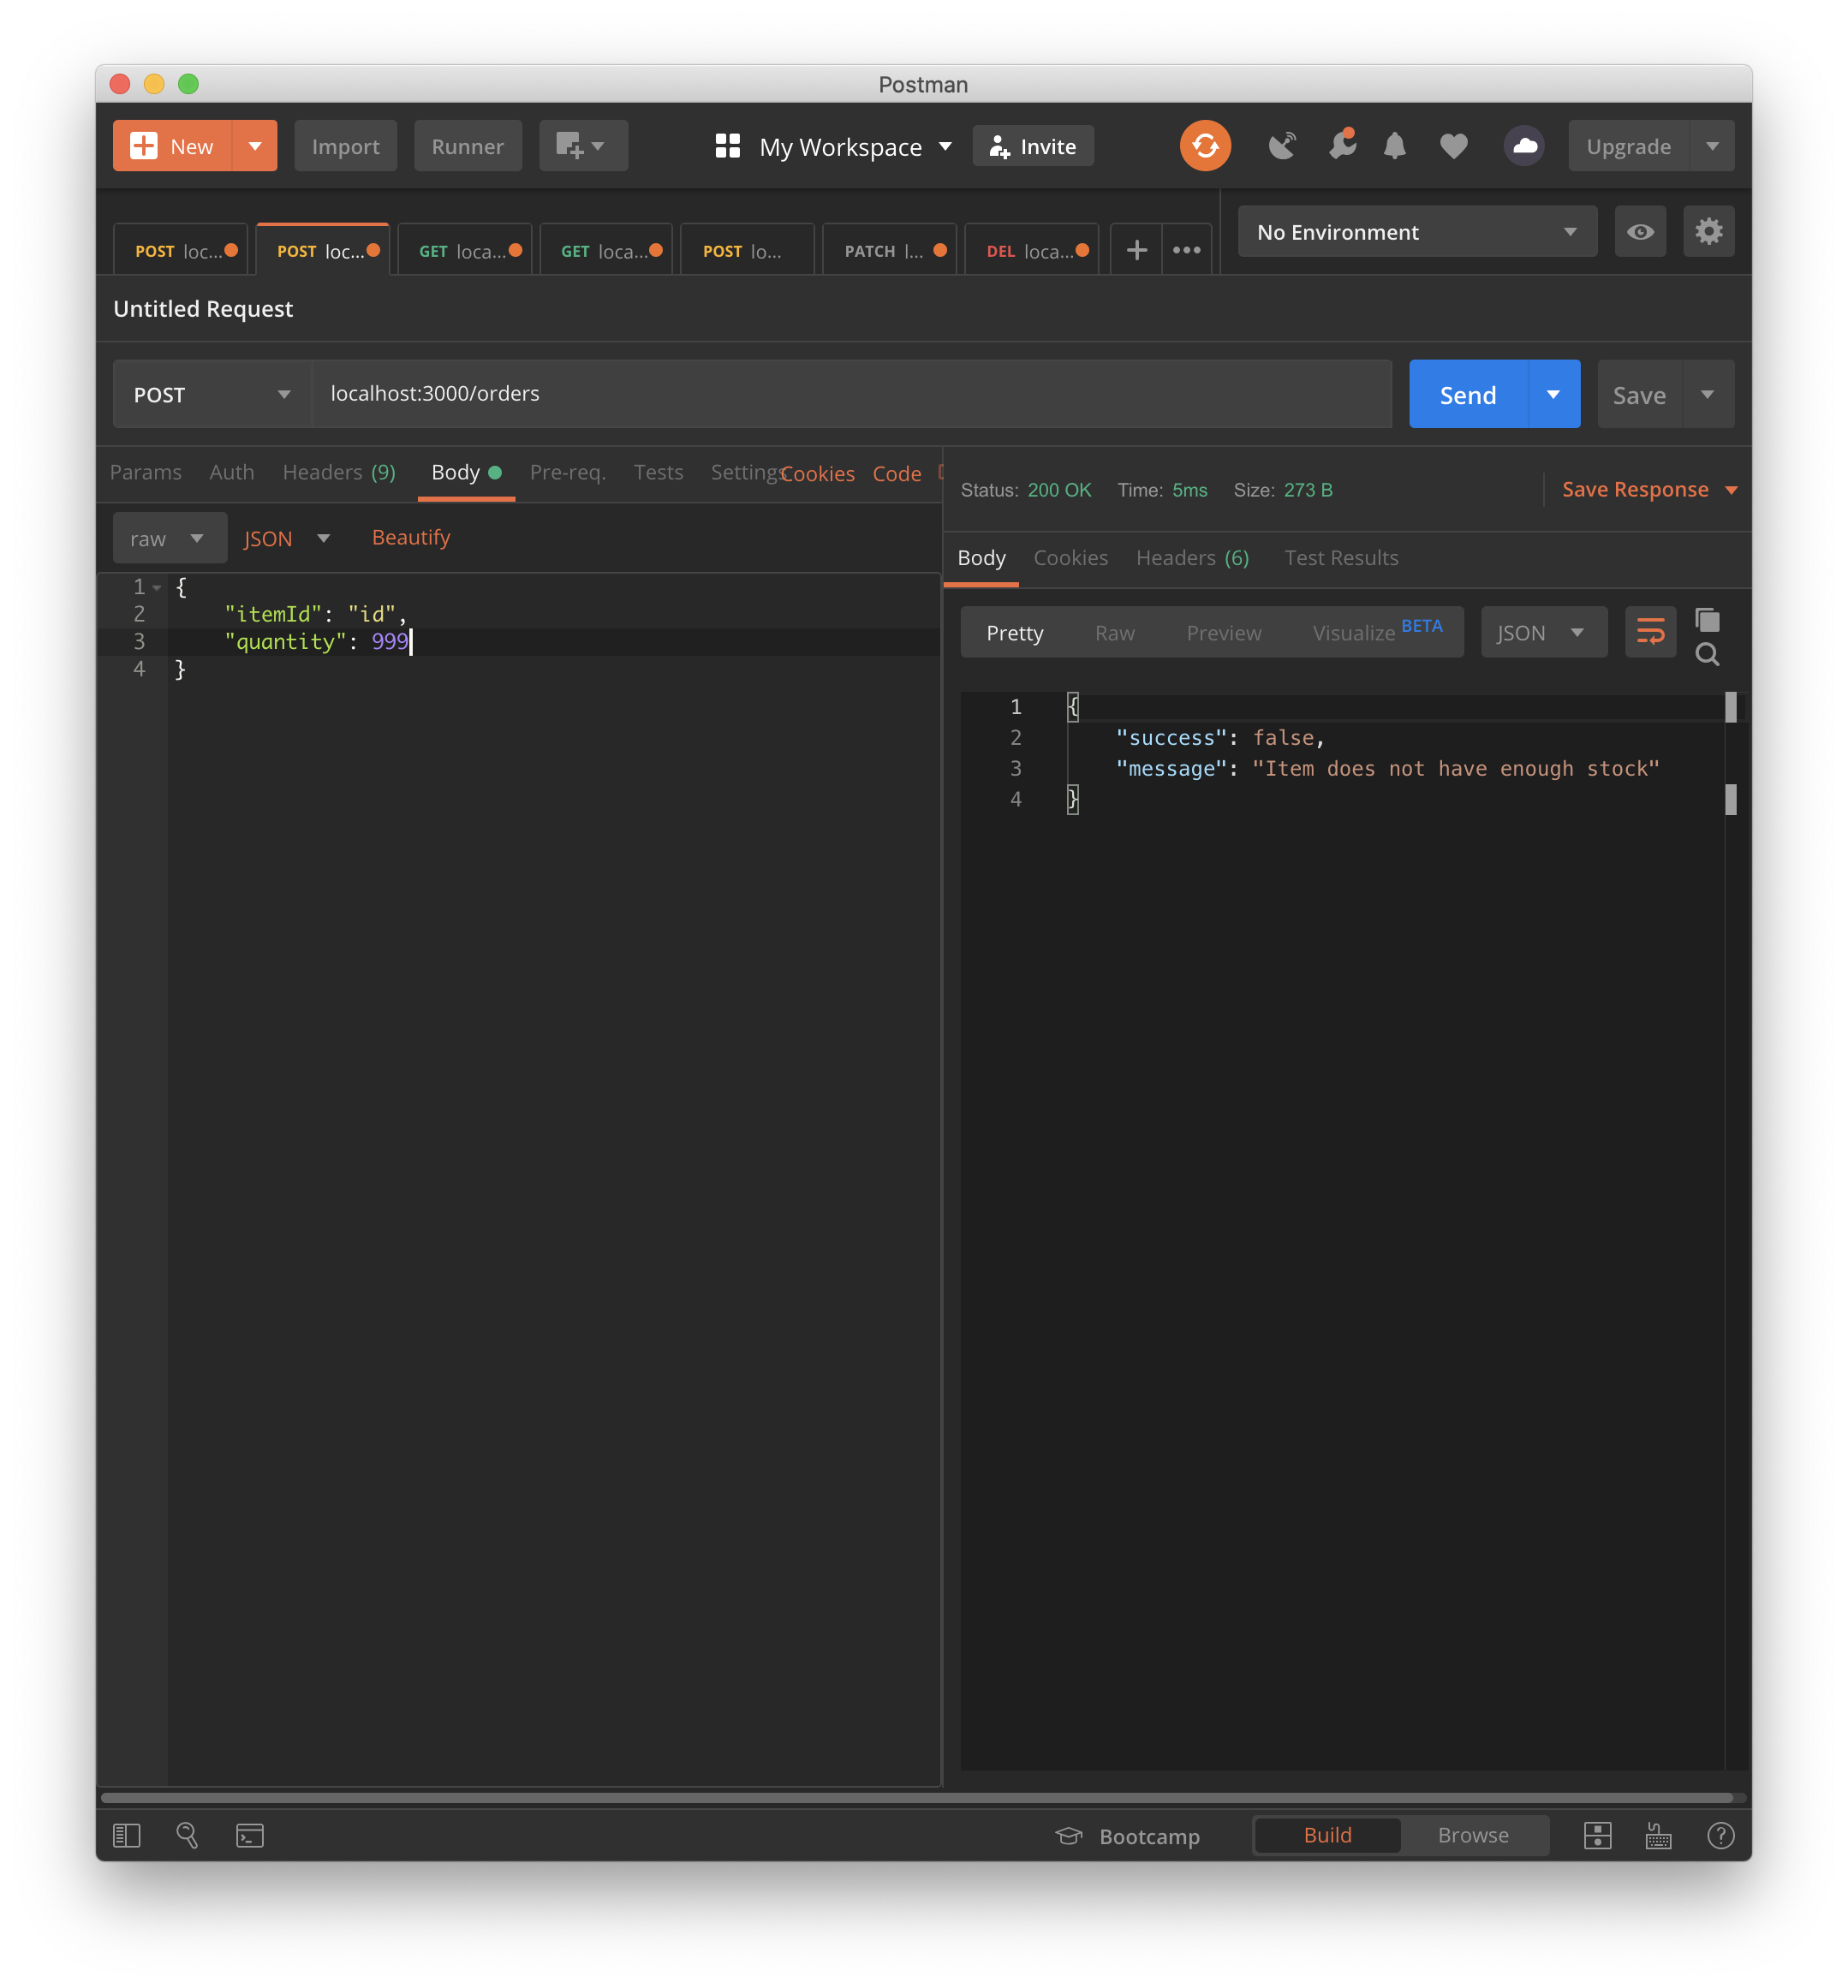 Postman
New Import Runner My Workspace Invite Upgrade
POST loc... POST loc... GET loca... GET loca... POST lo... PATCH l... DEL loca... No Environment
Untitled Request
POST localhost:3000/orders Send Save
Params Auth Headers (9) Body Pre-req. Tests Settings Cookies Code
raw JSON Beautify
1 {
2 "itemId": "id",
3 "quantity": 999
4 }
Status: 200 OK Time: 5ms Size: 273 B Save Response
Body Cookies Headers (6) Test Results
Pretty Raw Preview Visualize BETA JSON
1 {
2 "success": false,
3 "message": "Item does not have enough stock"
4 }
Bootcamp Build Browse